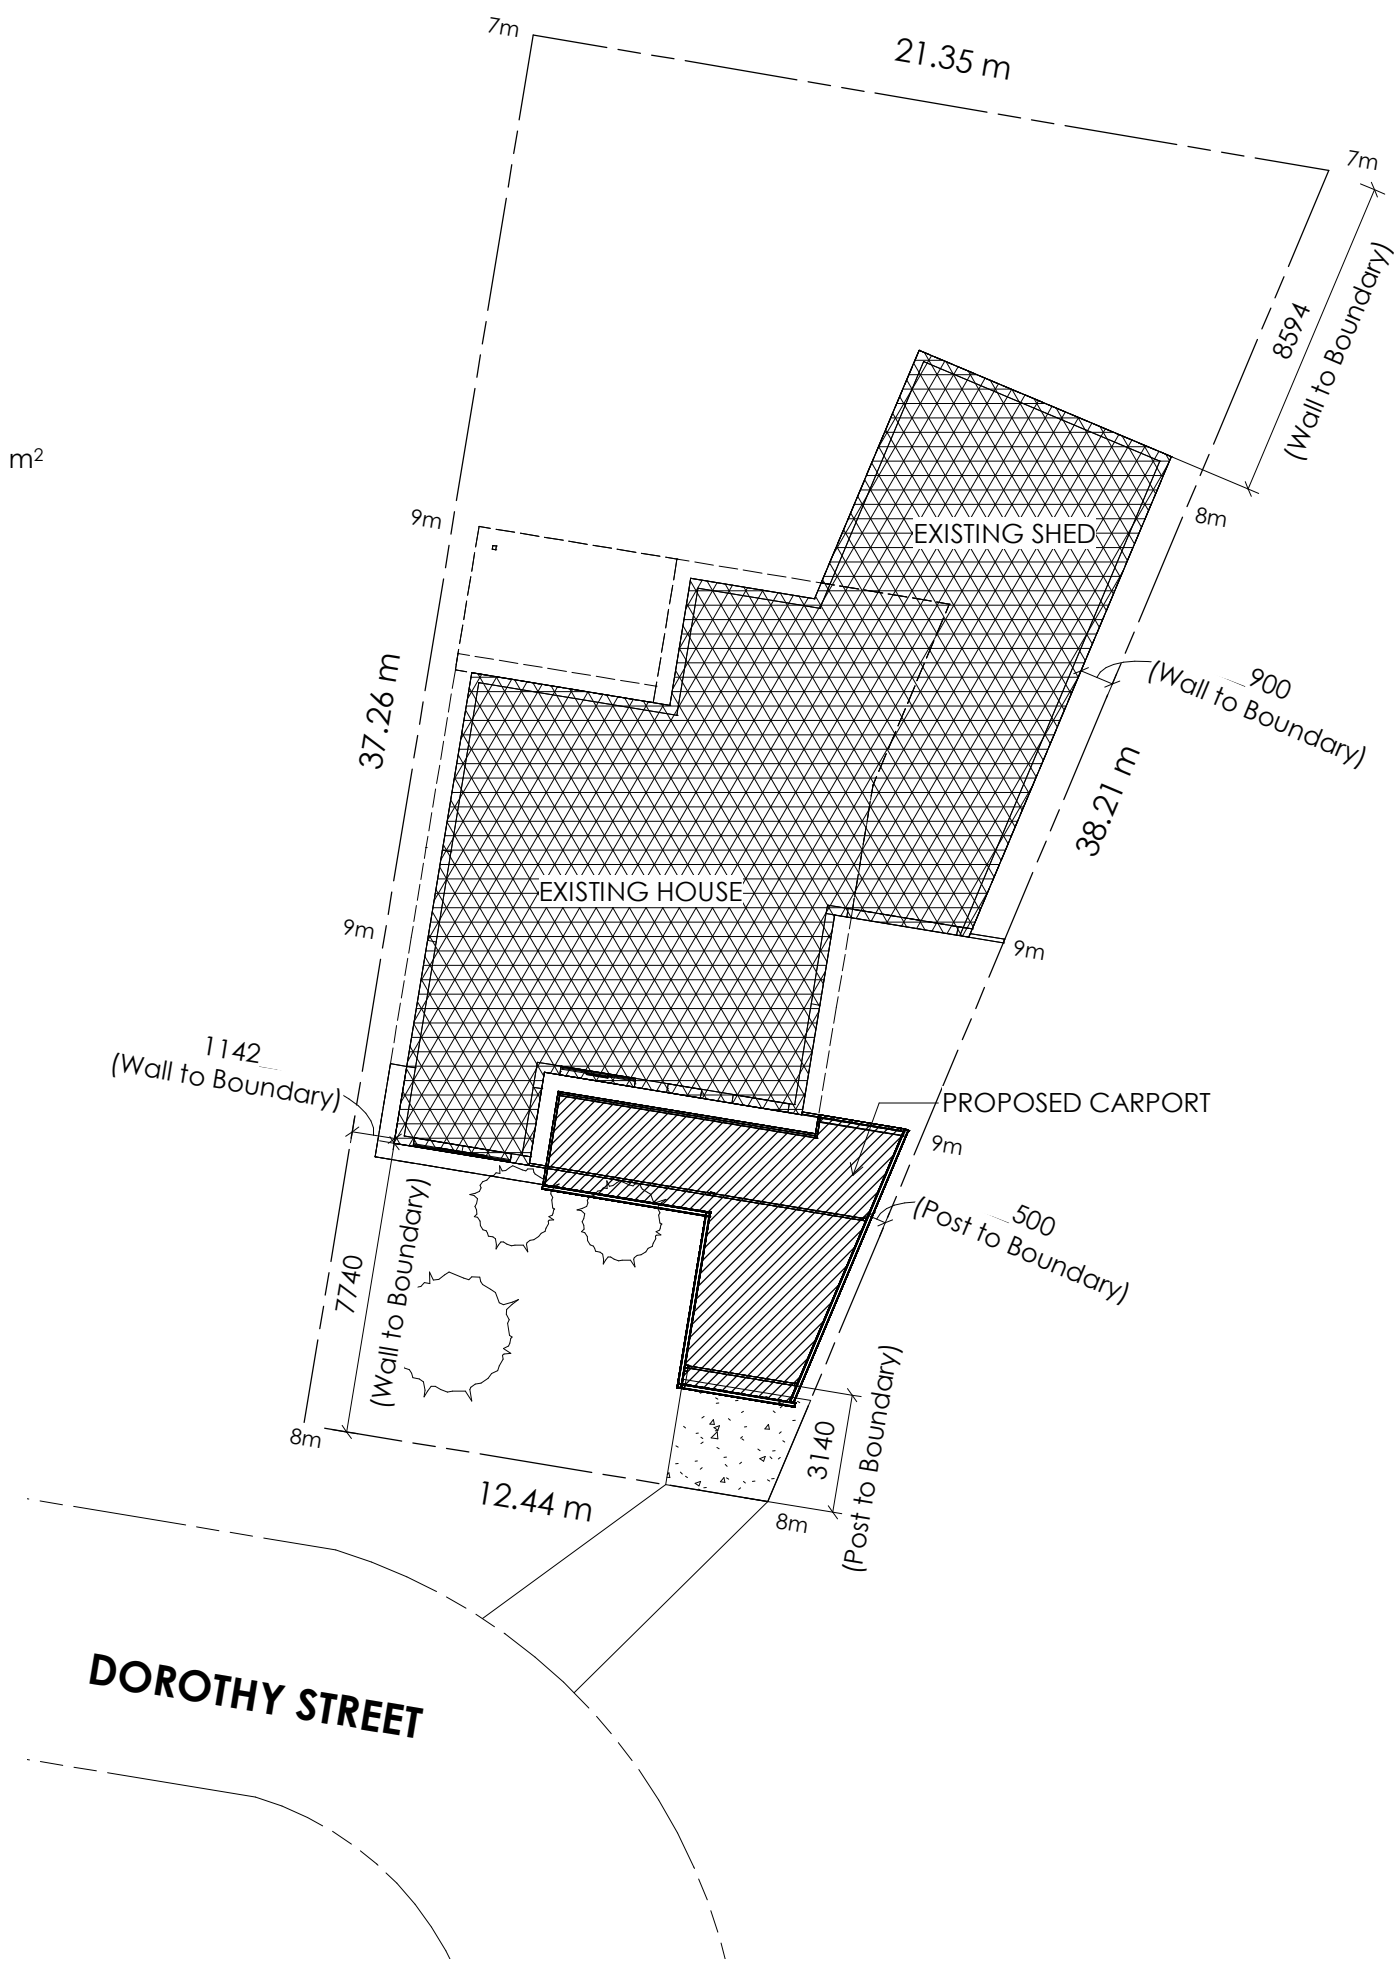 7m
21.35 m
7m
8594
(Wall to Boundary)
m²
9m
EXISTING SHED
8m
37.26 m
900
(Wall to Boundary)
38.21 m
EXISTING HOUSE
9m
9m
1142
(Wall to Boundary)
PROPOSED CARPORT
9m
500
(Post to Boundary)
7740
(Wall to Boundary)
8m
3140
(Post to Boundary)
12.44 m
8m
DOROTHY STREET